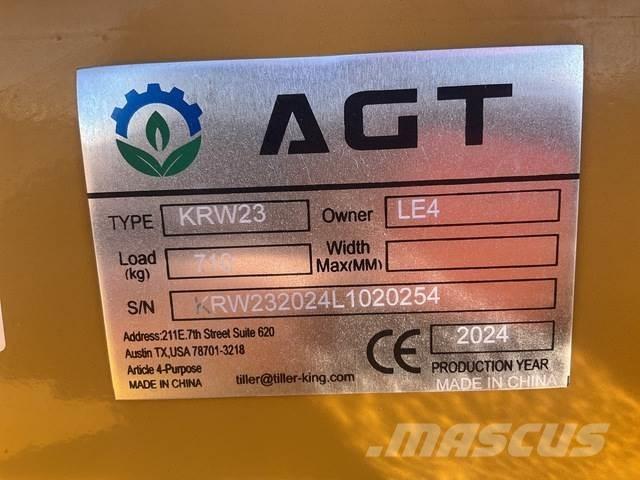 AGT
TYPE KRW23 Owner LE4
Load (kg) Width Max(MM)
S/N KRW232024L1020254
Address:211E.7th Street Suite 620
Austin TX,USA 78701-3218
Article 4-Purpose
MADE IN CHINA
tiller@tiller-king.com
CE 2024
PRODUCTION YEAR
MADE IN CHINA
MASCUS